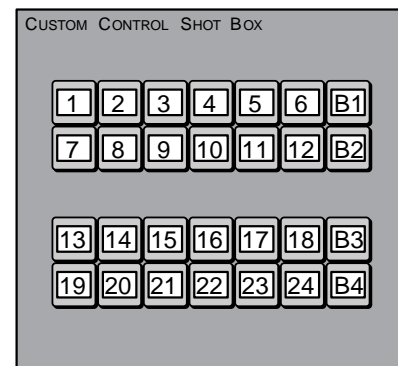 CUSTOM CONTROL SHOT BOX
1 2 3 4 5 6 B1
7 8 9 10 11 12 B2
13 14 15 16 17 18 B3
19 20 21 22 23 24 B4